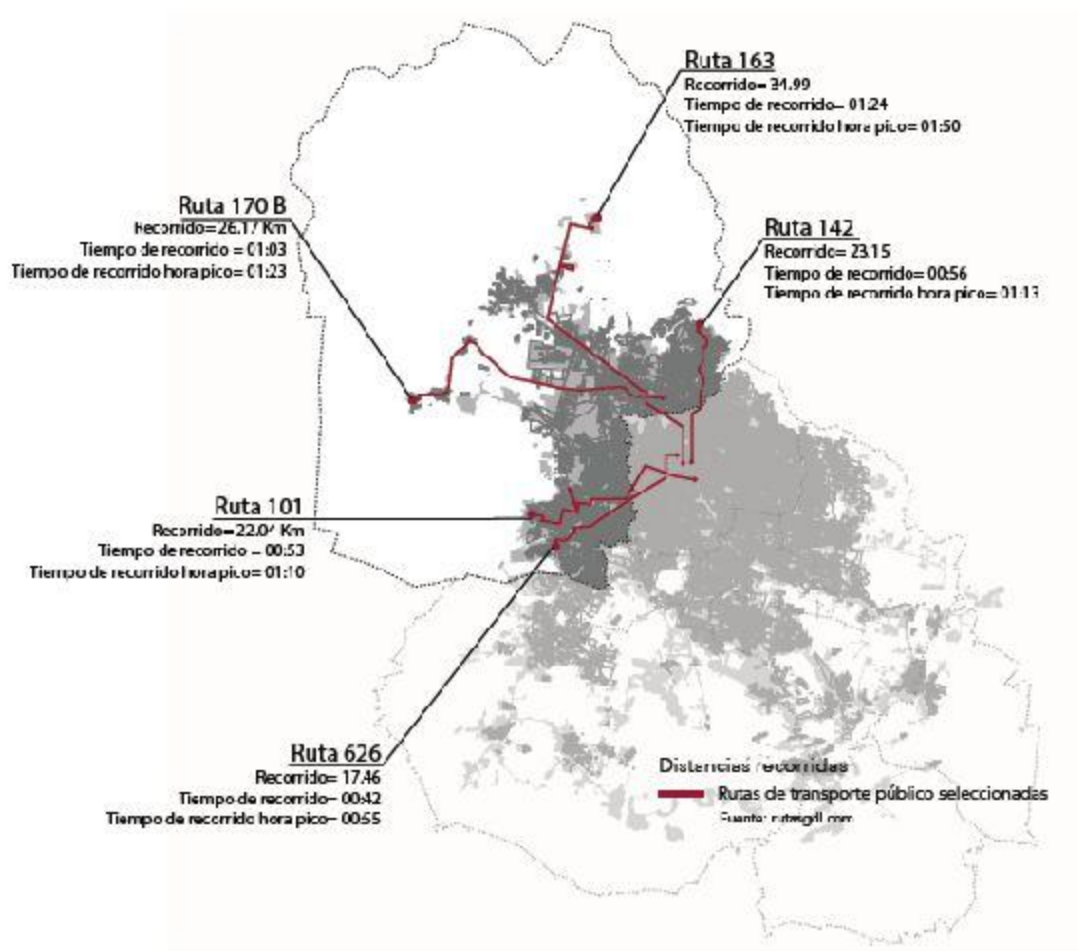 Ruta 163
Recorrido= 34.99
Tiempo de recorrido= 01:24
Tiempo de recorrido hora pico= 01:50
Ruta 170 B
Recorrido= 26.17 Km
Tiempo de recorrido = 01:03
Tiempo de recorrido hora pico= 01:23
Ruta 142
Recorrido= 23.15
Tiempo de recorrido= 00:56
Tiempo de recorrido hora pico= 01:13
Ruta 101
Recorrido= 22.04 Km
Tiempo de recorrido = 00:53
Tiempo de recorrido hora pico= 01:10
Ruta 626
Recorrido= 17.46
Tiempo de recorrido= 00:42
Tiempo de recorrido hora pico= 00:55
Distancias recorridas
Rutas de transporte público seleccionadas
Fuente: rutasgdl.com